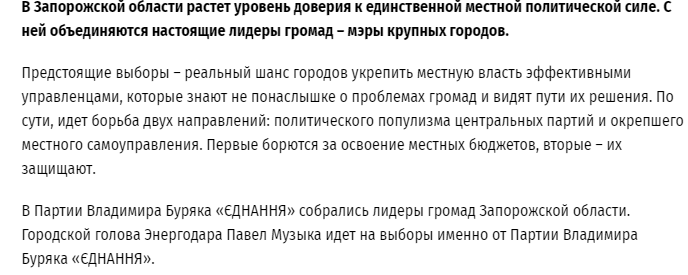 В Запорожской области растет уровень доверия к единственной местной политической силе. С
ней объединяются настоящие лидеры громад – мэры крупных городов.
Предстоящие выборы – реальный шанс городов укрепить местную власть эффективными
управленцами, которые знают не понаслышке о проблемах громад и видят пути их решения. По
сути, идет борьба двух направлений: политического популизма центральных партий и окрепшего
местного самоуправления. Первые борются за освоение местных бюджетов, вторые – их
защищают.
В Партии Владимира Буряка «ЄДНАННЯ» собрались лидеры громад Запорожской области.
Городской голова Энергодара Павел Музыка идет на выборы именно от Партии Владимира
Буряка «ЄДНАННЯ».